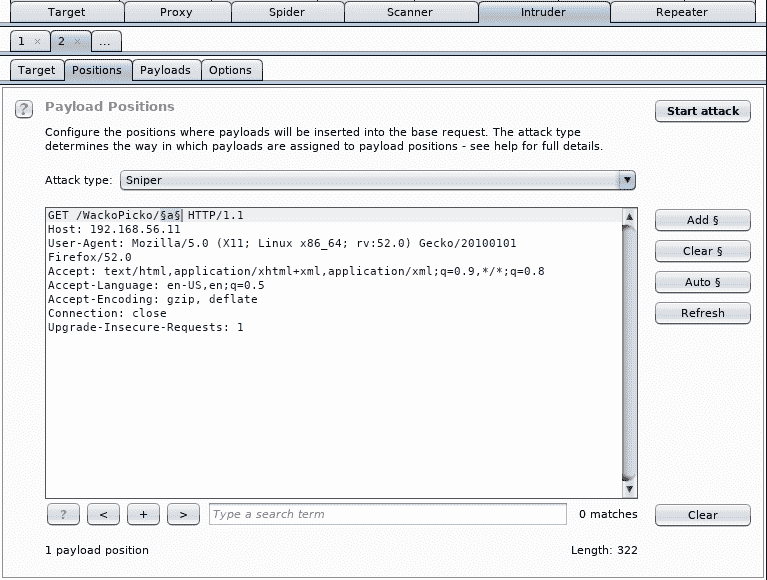 Target Proxy Spider Scanner Intruder Repeater
1 × 2 × ...
Target Positions Payloads Options
? Payload Positions Start attack
Configure the positions where payloads will be inserted into the base request. The attack type
determines the way in which payloads are assigned to payload positions - see help for full details.
Attack type: Sniper
GET /WackoPicko/§a§ HTTP/1.1
Host: 192.168.56.11
User-Agent: Mozilla/5.0 (X11; Linux x86_64; rv:52.0) Gecko/20100101
Firefox/52.0
Accept: text/html,application/xhtml+xml,application/xml;q=0.9,*/*;q=0.8
Accept-Language: en-US,en;q=0.5
Accept-Encoding: gzip, deflate
Connection: close
Upgrade-Insecure-Requests: 1
Add §
Clear §
Auto §
Refresh
? < + > Type a search term 0 matches Clear
1 payload position Length: 322